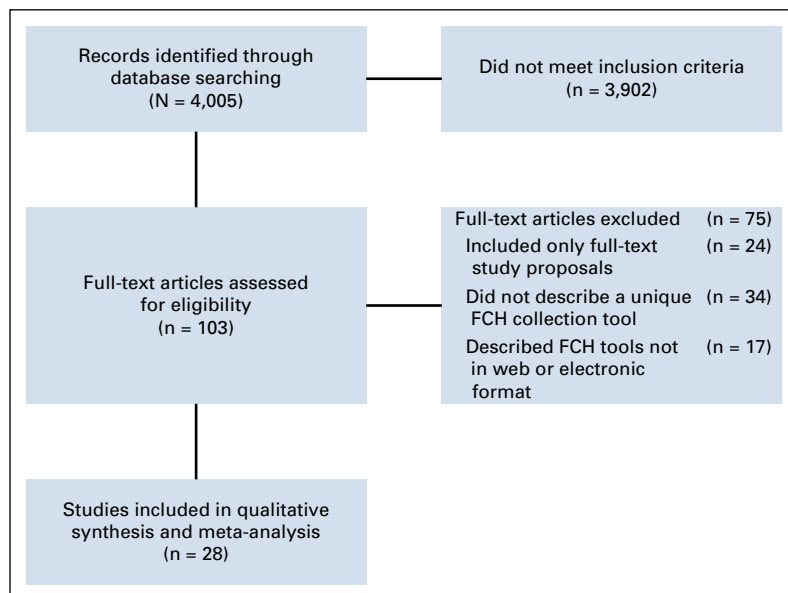 Records identified through
database searching
(N = 4,005)
Did not meet inclusion criteria
(n = 3,902)
Full-text articles assessed
for eligibility
(n = 103)
Full-text articles excluded (n = 75)
Included only full-text (n = 24)
study proposals
Did not describe a unique (n = 34)
FCH collection tool
Described FCH tools not (n = 17)
in web or electronic
format
Studies included in qualitative
synthesis and meta-analysis
(n = 28)